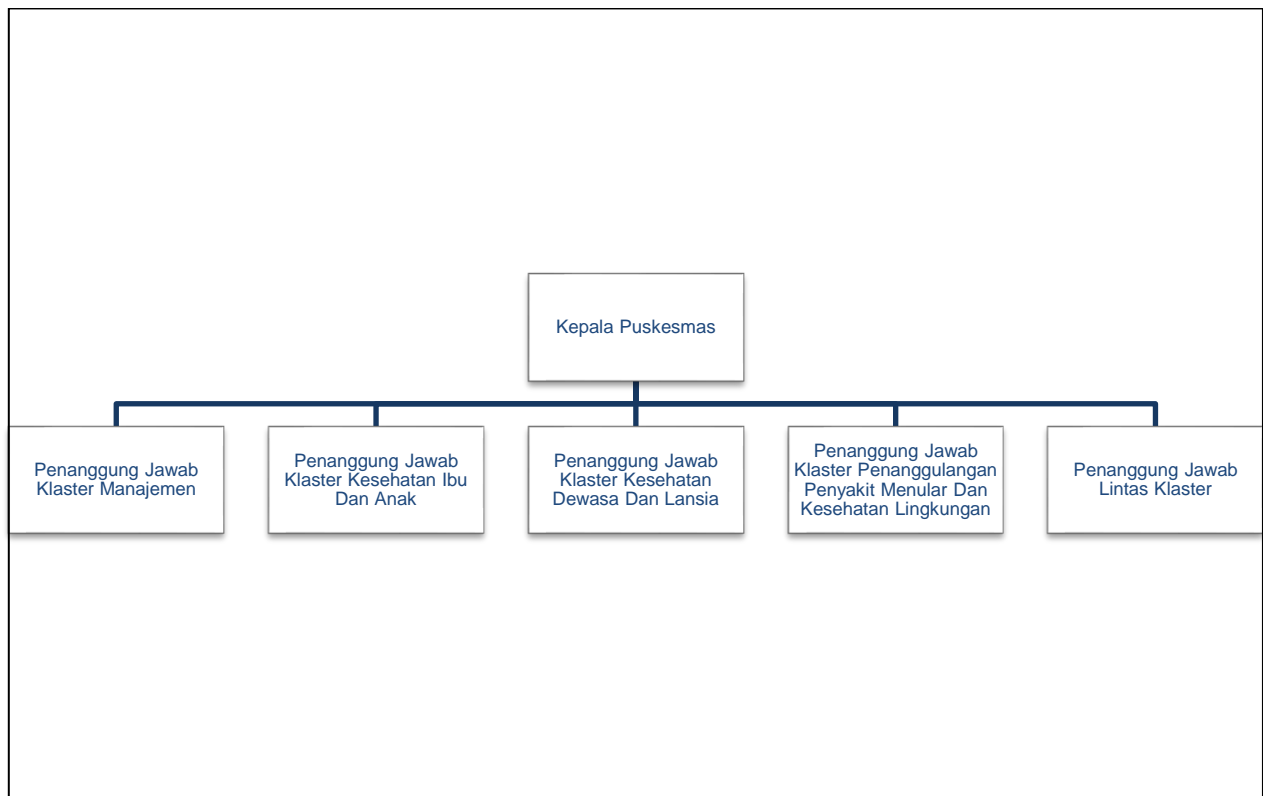 Kepala Puskesmas
Penanggung Jawab
Klaster Manajemen
Penanggung Jawab
Klaster Kesehatan Ibu
Dan Anak
Penanggung Jawab
Klaster Kesehatan
Dewasa Dan Lansia
Penanggung Jawab
Klaster Penanggulangan
Penyakit Menular Dan
Kesehatan Lingkungan
Penanggung Jawab
Lintas Klaster